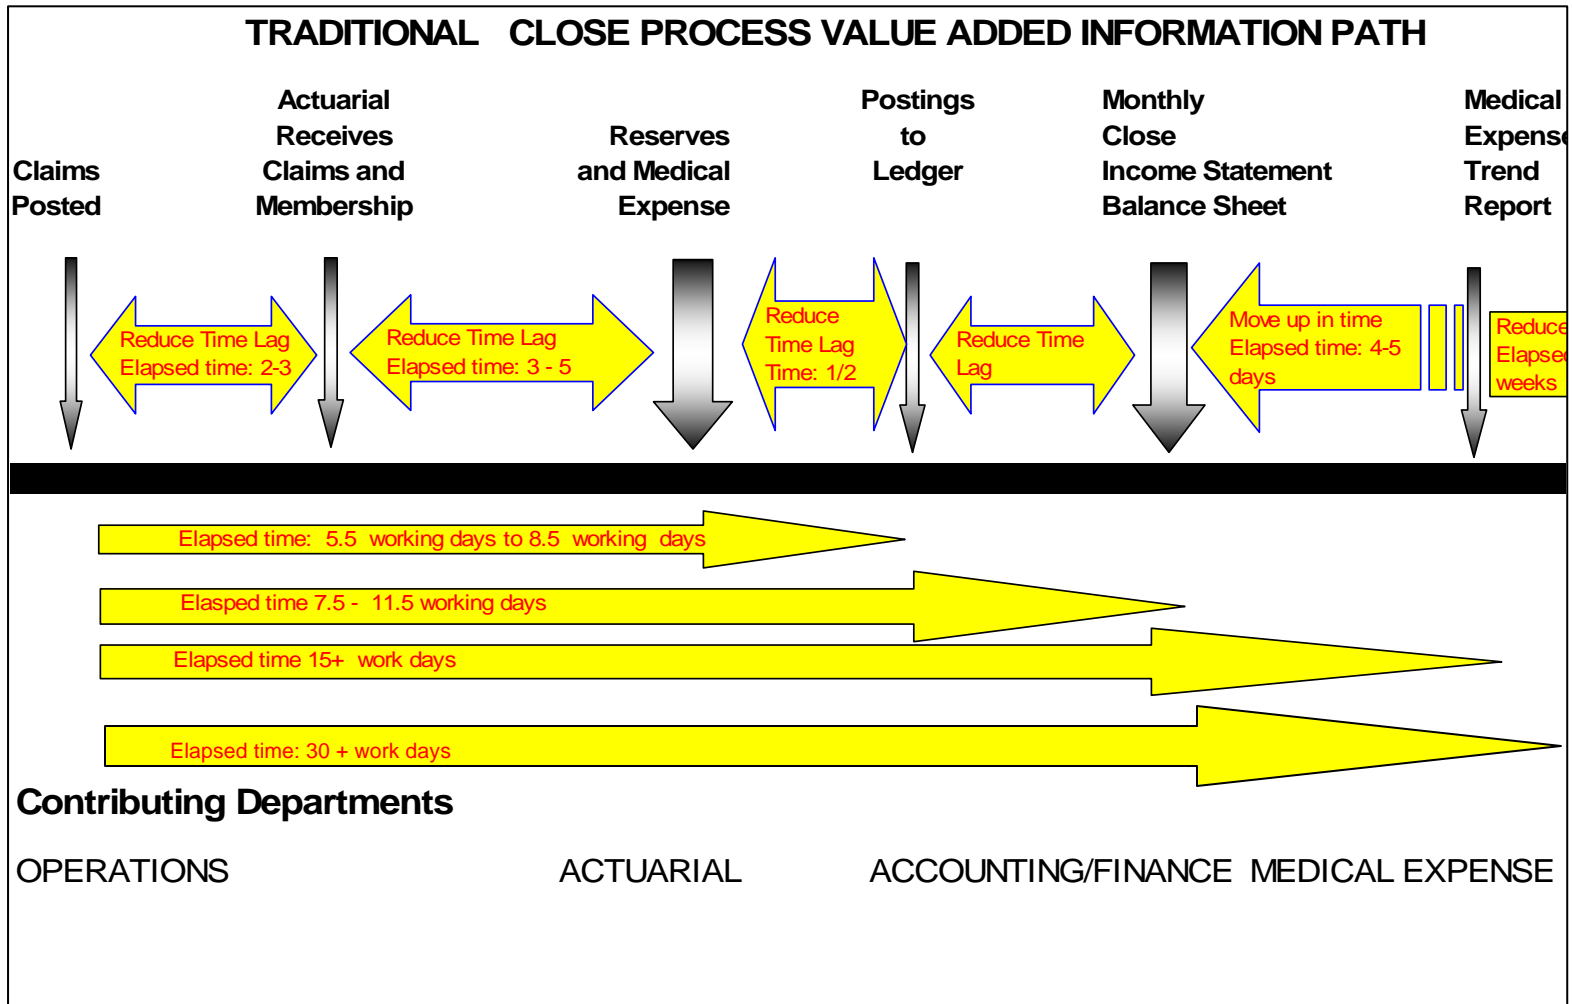 TRADITIONAL CLOSE PROCESS VALUE ADDED INFORMATION PATH
Claims
Posted
Actuarial
Receives
Claims and
Membership
Reserves
and Medical
Expense
Postings
to
Ledger
Monthly
Close
Income Statement
Balance Sheet
Medical
Expense
Trend
Report
Reduce Time Lag
Elapsed time: 2-3
Reduce Time Lag
Elapsed time: 3 - 5
Reduce
Time Lag
Time: 1/2
Reduce Time
Lag
Move up in time
Elapsed time: 4-5
days
Reduce
Elapsed
weeks
Elapsed time: 5.5 working days to 8.5 working days
Elasped time 7.5 - 11.5 working days
Elapsed time 15+ work days
Elapsed time: 30 + work days
Contributing Departments
OPERATIONS ACTUARIAL ACCOUNTING/FINANCE MEDICAL EXPENSE